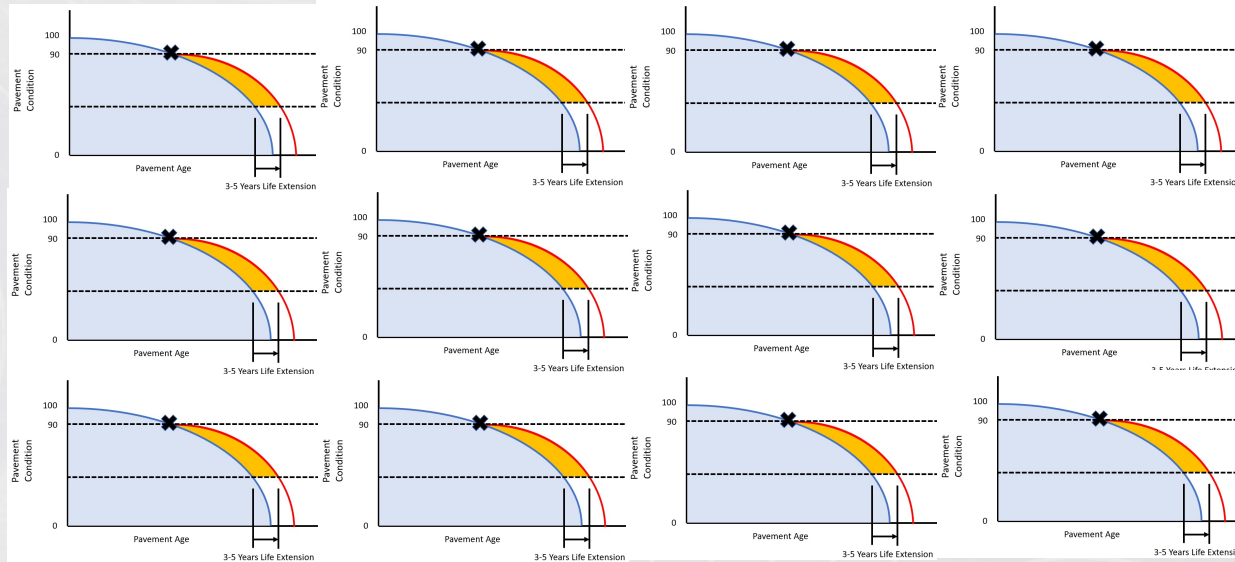 100
90
Pavement
Condition
0
Pavement Age
3-5 Years Life Extension
100
90
Pavement
Condition
0
Pavement Age
3-5 Years Life Extension
100
90
Pavement
Condition
0
Pavement Age
3-5 Years Life Extension
100
90
Pavement
Condition
0
Pavement Age
3-5 Years Life Extensi
100
90
Pavement
Condition
0
Pavement Age
3-5 Years Life Extension
100
90
Pavement
Condition
0
Pavement Age
3-5 Years Life Extension
100
90
Pavement
Condition
0
Pavement Age
3-5 Years Life Extension
100
90
Pavement
Condition
0
Pavement Age
3-5 Years Life Extensi
100
90
Pavement
Condition
0
Pavement Age
3-5 Years Life Extension
100
90
Pavement
Condition
0
Pavement Age
3-5 Years Life Extension
100
90
Pavement
Condition
0
Pavement Age
3-5 Years Life Extension
100
90
Pavement
Condition
0
Pavement Age
3-5 Years Life Extensi